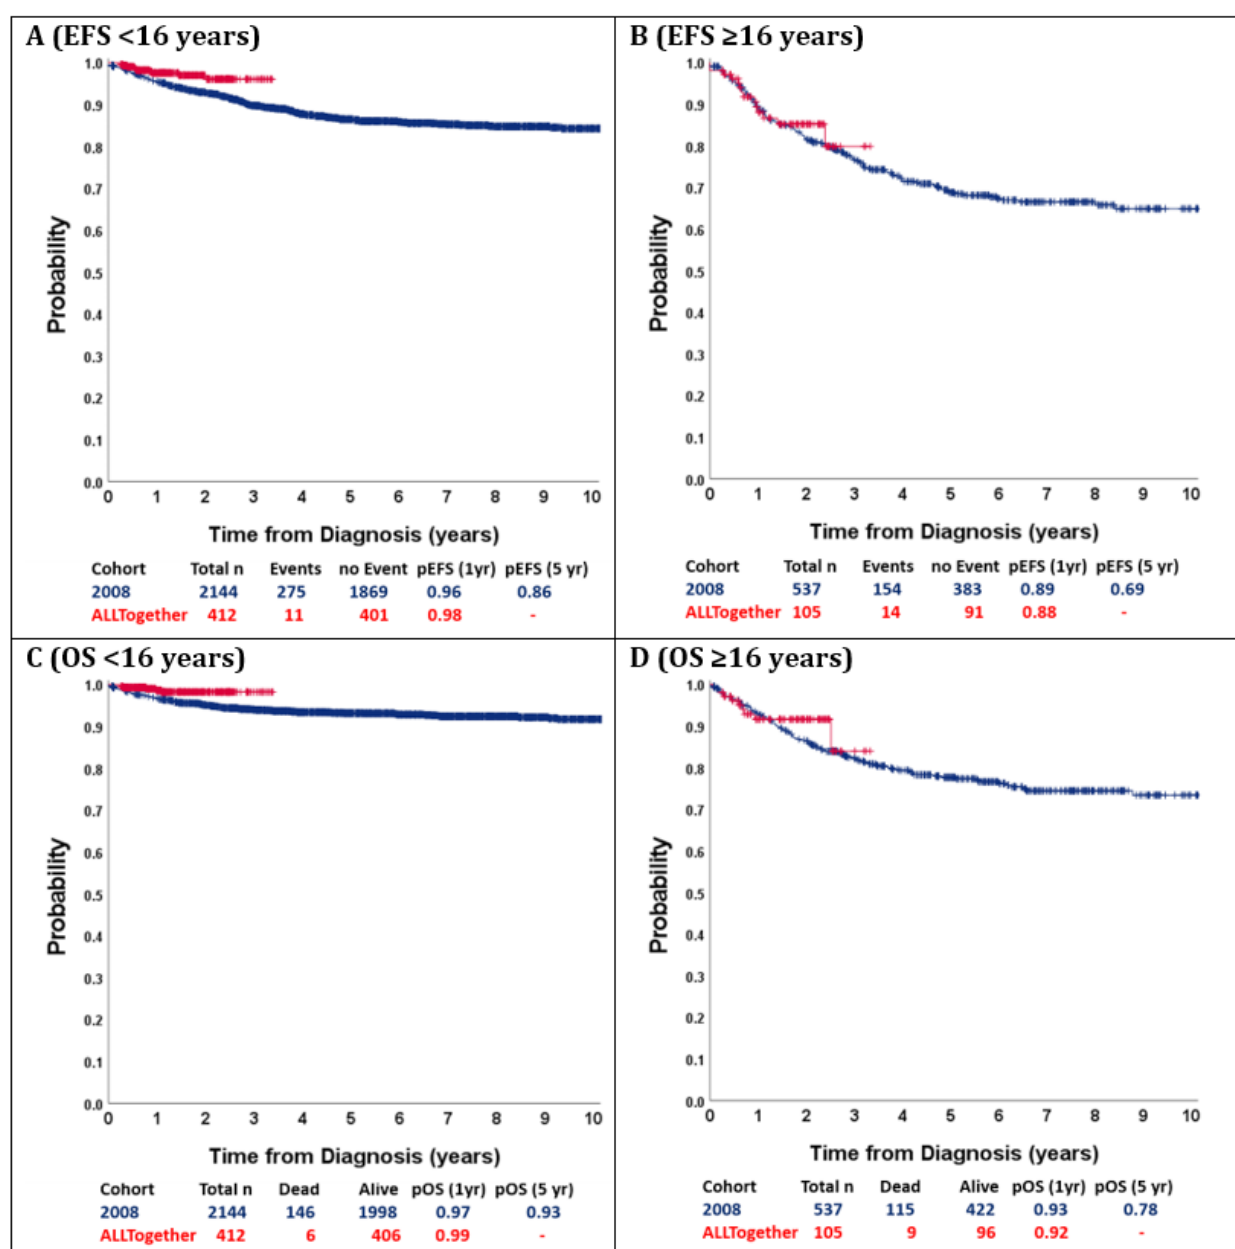 A (EFS <16 years)
1.0
0.9
0.8
0.7
0.6
0.5
0.4
0.3
0.2
0.1
0.0
Probability
0 1 2 3 4 5 6 7 8 9 10
Time from Diagnosis (years)
Cohort Total n Events no Event pEFS (1yr) pEFS (5 yr)
2008 2144 275 1869 0.96 0.86
ALLTogether 412 11 401 0.98 -
B (EFS ≥16 years)
1.0
0.9
0.8
0.7
0.6
0.5
0.4
0.3
0.2
0.1
0.0
Probability
0 1 2 3 4 5 6 7 8 9 10
Time from Diagnosis (years)
Cohort Total n Events no Event pEFS (1yr) pEFS (5 yr)
2008 537 154 383 0.89 0.69
ALLTogether 105 14 91 0.88 -
C (OS <16 years)
1.0
0.9
0.8
0.7
0.6
0.5
0.4
0.3
0.2
0.1
0.0
Probability
0 1 2 3 4 5 6 7 8 9 10
Time from Diagnosis (years)
Cohort Total n Dead Alive pOS (1yr) pOS (5 yr)
2008 2144 146 1998 0.97 0.93
ALLTogether 412 6 406 0.99 -
D (OS ≥16 years)
1.0
0.9
0.8
0.7
0.6
0.5
0.4
0.3
0.2
0.1
0.0
Probability
0 1 2 3 4 5 6 7 8 9 10
Time from Diagnosis (years)
Cohort Total n Dead Alive pOS (1yr) pOS (5 yr)
2008 537 115 422 0.93 0.78
ALLTogether 105 9 96 0.92 -